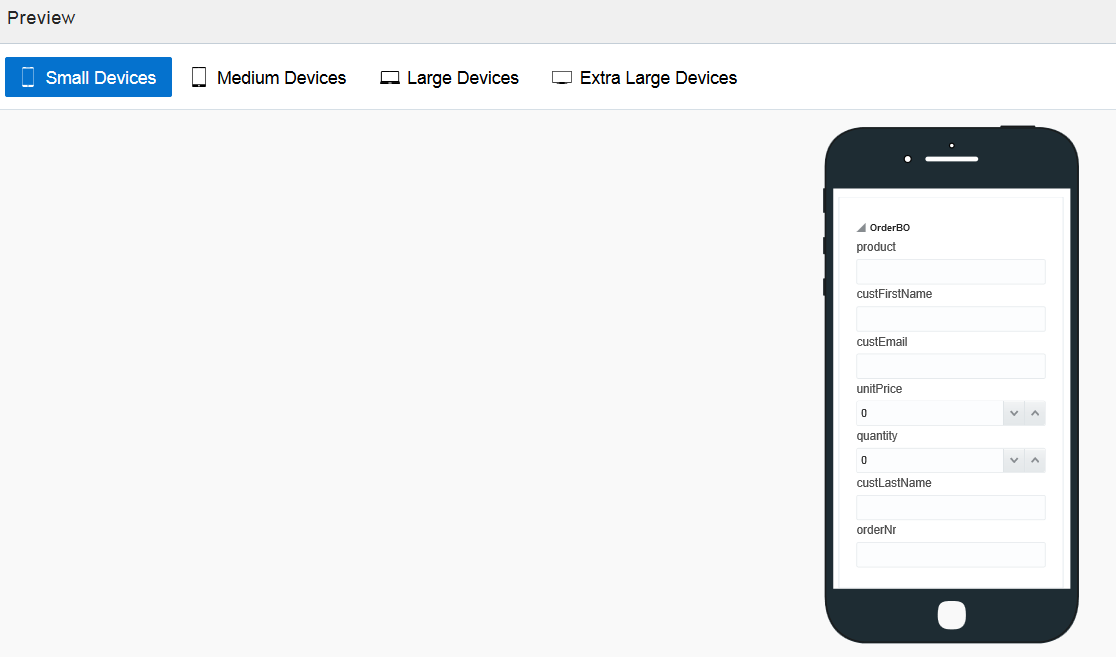 Preview
Small Devices Medium Devices Large Devices Extra Large Devices
OrderBO
product
custFirstName
custEmail
unitPrice
0
quantity
0
custLastName
orderNr